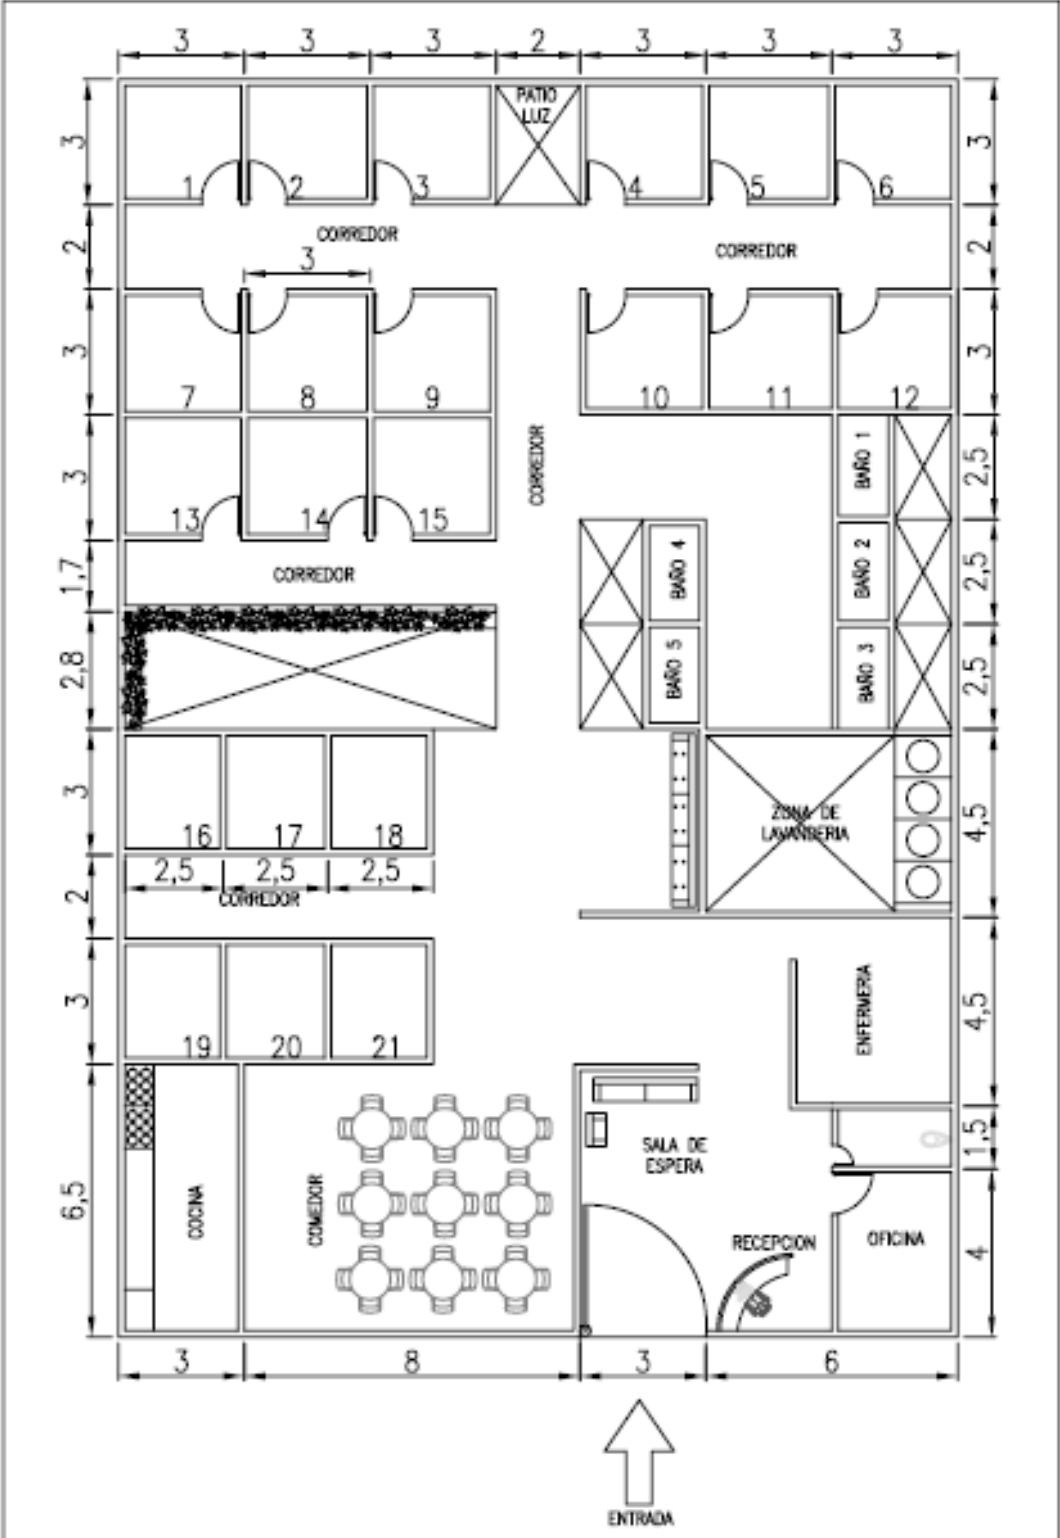 3 3 3 2 3 3 3
PATIO
LUZ
3 3
1 2 3 4 5 6
2 CORREDOR CORREDOR 2
3
3 3
7 8 9 10 11 12
CORREDOR
BAÑO 1
3 2,5
13 14 15
1,7 CORREDOR
BAÑO 4
BAÑO 2
2,5
2,8
BAÑO 5
BAÑO 3
2,5
3
16 17 18
ZONA DE
LAVANDERIA
4,5
2,5 2,5 2,5
2 CORREDOR
3
19 20 21
ENFERMERIA
4,5
6,5
COCINA
COMEDOR
SALA DE
ESPERA
1,5
RECEPCION
OFICINA
4
3 8 3 6
ENTRADA